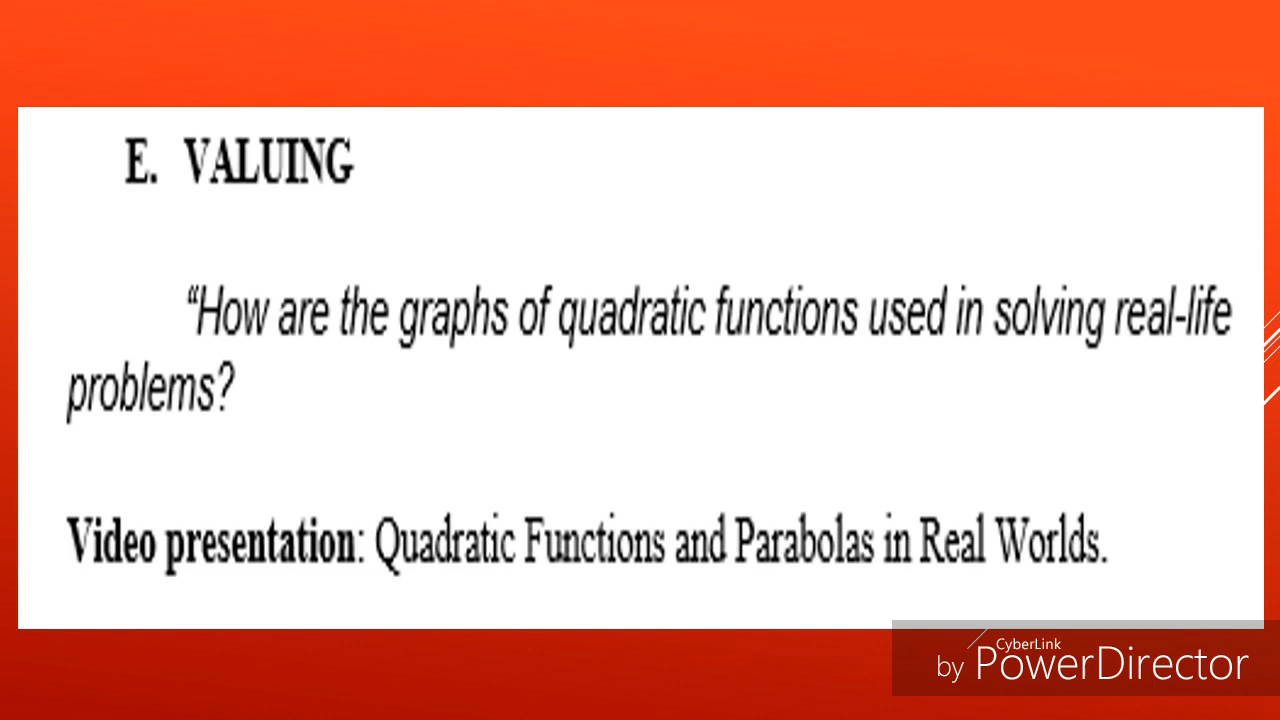 E. VALUING
“How are the graphs of quadratic functions used in solving real-life
problems?
Video presentation: Quadratic Functions and Parabolas in Real Worlds.
CyberLink
by PowerDirector